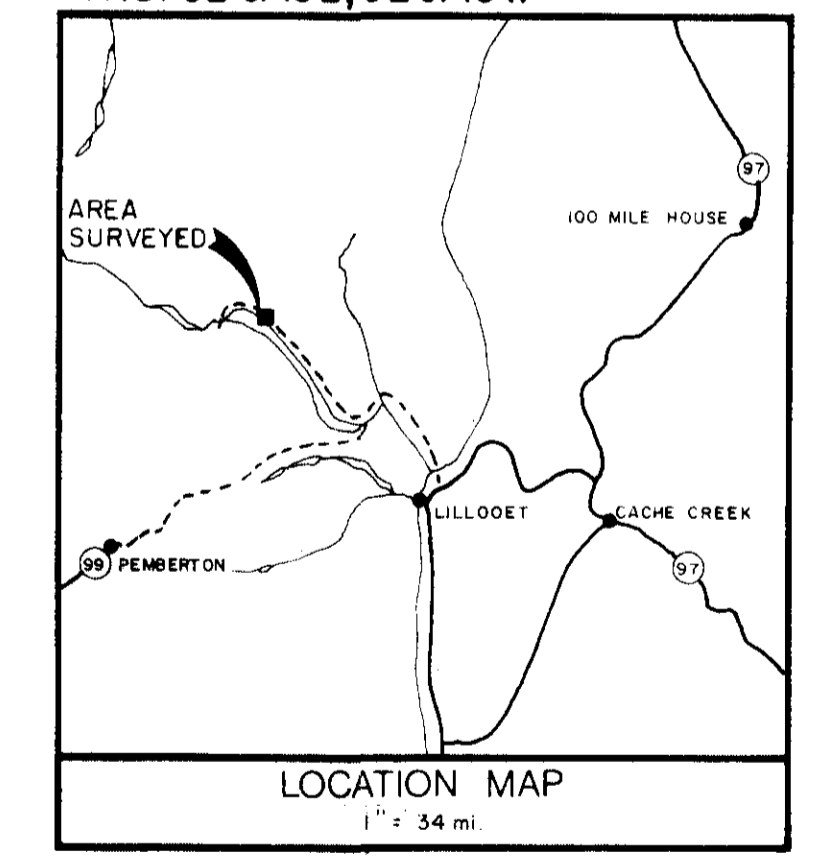 97
100 MILE HOUSE
AREA
SURVEYED
LILLOOET
CACHE CREEK
99 PEMBERTON
97
LOCATION MAP
1" = 34 mi.